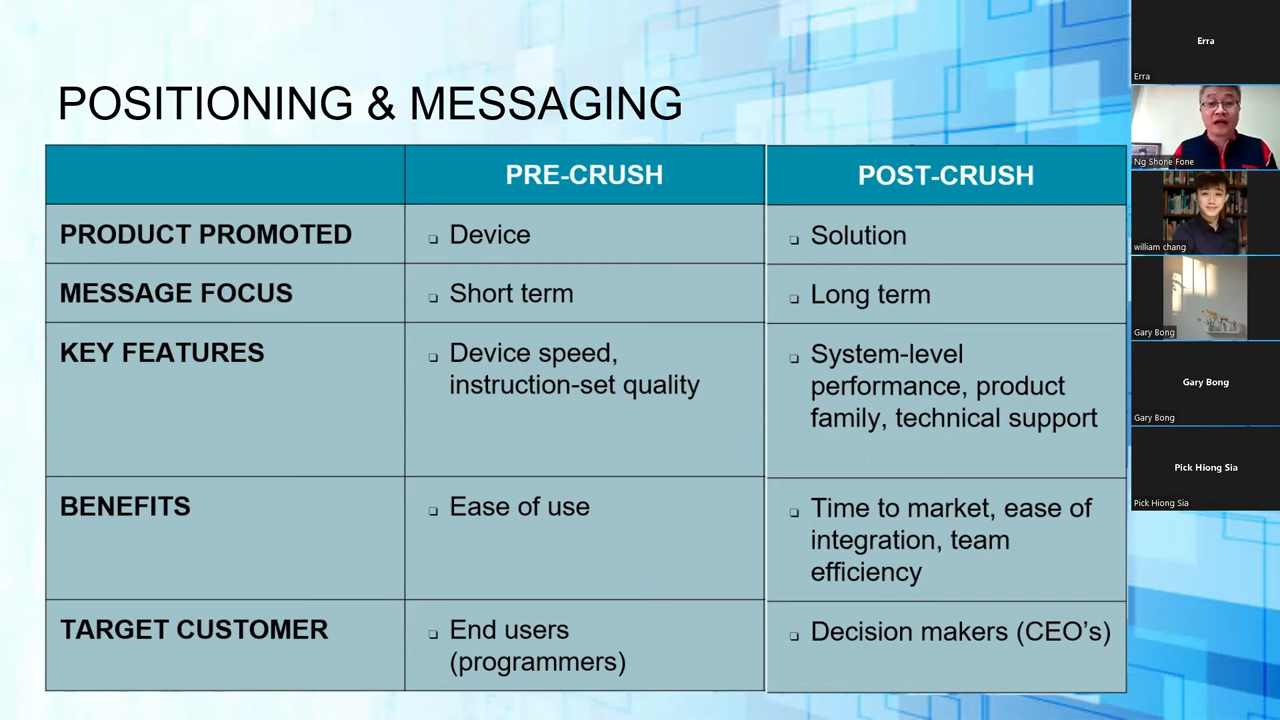 POSITIONING & MESSAGING
PRE-CRUSH
POST-CRUSH
PRODUCT PROMOTED
Device
Solution
MESSAGE FOCUS
Short term
Long term
KEY FEATURES
Device speed,
instruction-set quality
System-level
performance, product
family, technical support
BENEFITS
Ease of use
Time to market, ease of
integration, team
efficiency
TARGET CUSTOMER
End users
(programmers)
Decision makers (CEO’s)
Erra
Erra
Ng Shone Fone
william chang
Gary Bong
Gary Bong
Gary Bong
Pick Hiong Sia
Pick Hiong Sia